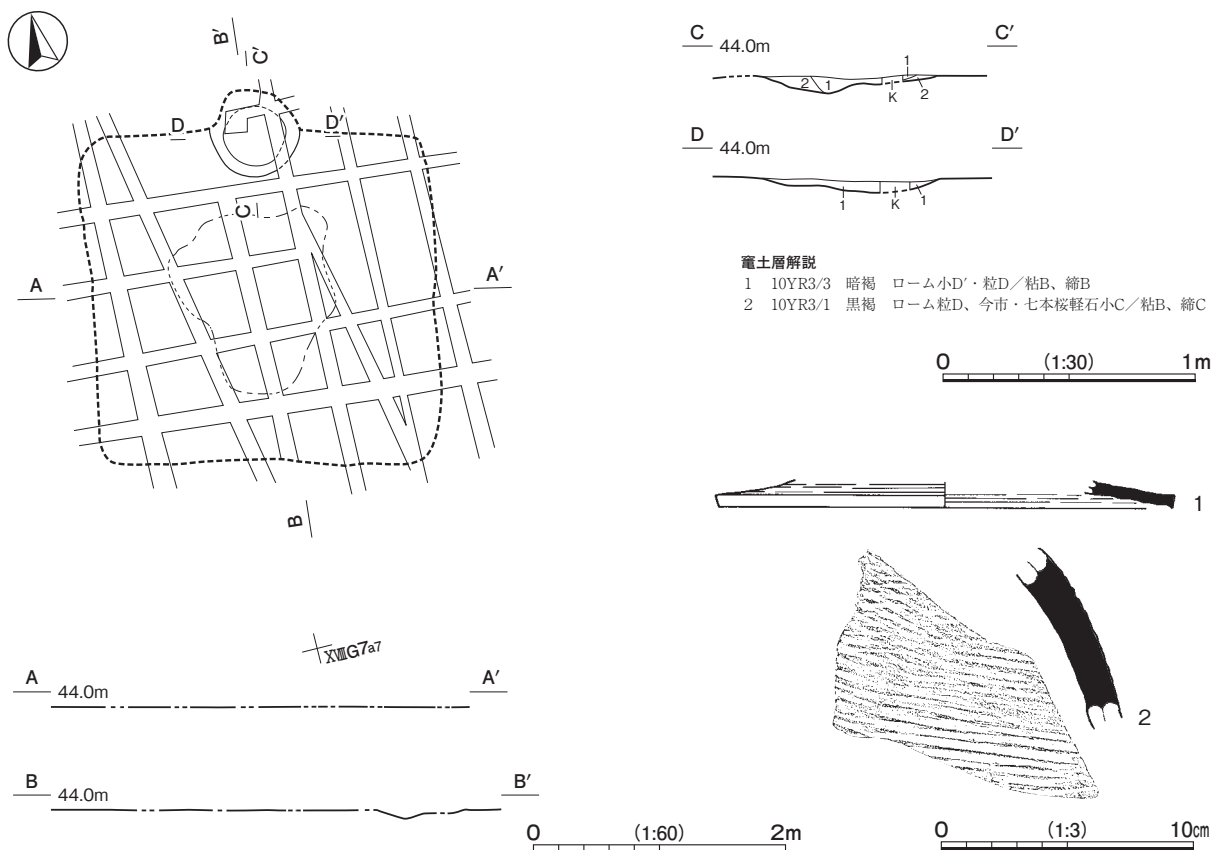 B′
C′
D
D′
C
A
A′
B
XⅧG7a7
A 44.0m A′
B 44.0m B′
0 (1:60) 2m
C 44.0m C′
1
2 1
K 2
D 44.0m D′
1 K 1
竈土層解説
1 10YR3/3 暗褐 ローム小D′・粒D／粘B、締B
2 10YR3/1 黒褐 ローム粒D、今市・七本桜軽石小C／粘B、締C
0 (1:30) 1m
1
2
0 (1:3) 10㎝